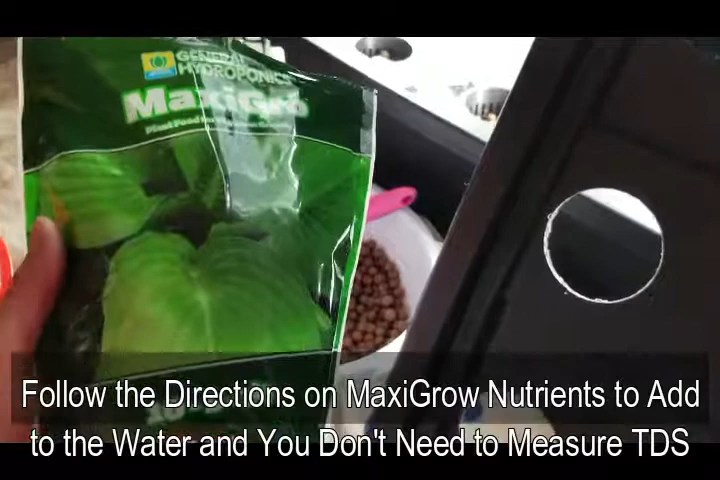 GENERAL
HYDROPONICS
MaxiGro
Follow the Directions on MaxiGrow Nutrients to Add
to the Water and You Don't Need to Measure TDS